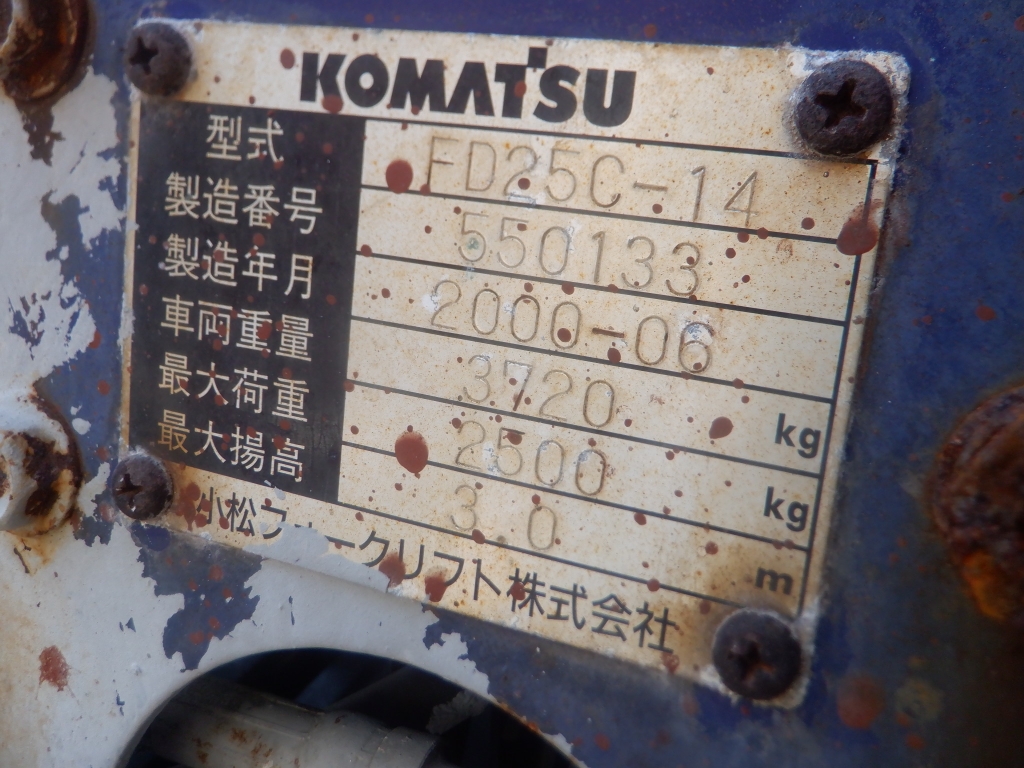 KOMATSU
型式 FD25C-14
製造番号 550133
製造年月 2000-06
車両重量 3720 kg
最大荷重 2500 kg
最大揚高 3.0 m
小松フォークリフト株式会社